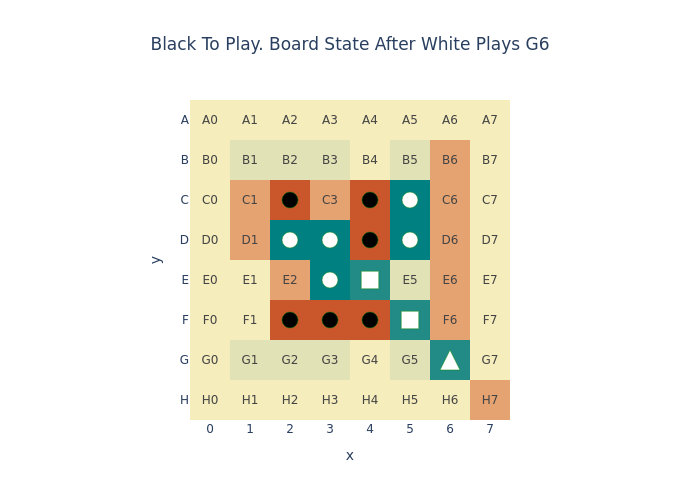 Black To Play. Board State After White Plays G6
A A0 A1 A2 A3 A4 A5 A6 A7
B B0 B1 B2 B3 B4 B5 B6 B7
C C0 C1 C3 C6 C7
D D0 D1 D6 D7
y
E E0 E1 E2 E5 E6 E7
F F0 F1 F6 F7
G G0 G1 G2 G3 G4 G5 G7
H H0 H1 H2 H3 H4 H5 H6 H7
0 1 2 3 4 5 6 7
x